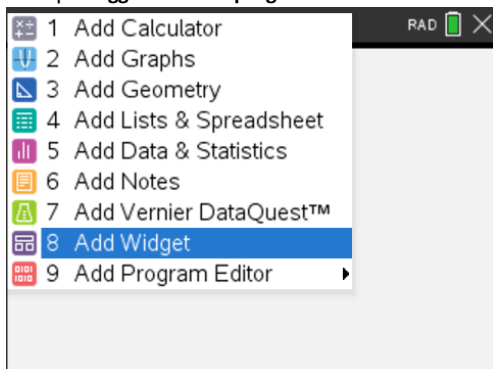 1 Add Calculator
RAD
2 Add Graphs
3 Add Geometry
4 Add Lists & Spreadsheet
5 Add Data & Statistics
6 Add Notes
7 Add Vernier DataQuest™
8 Add Widget
9 Add Program Editor